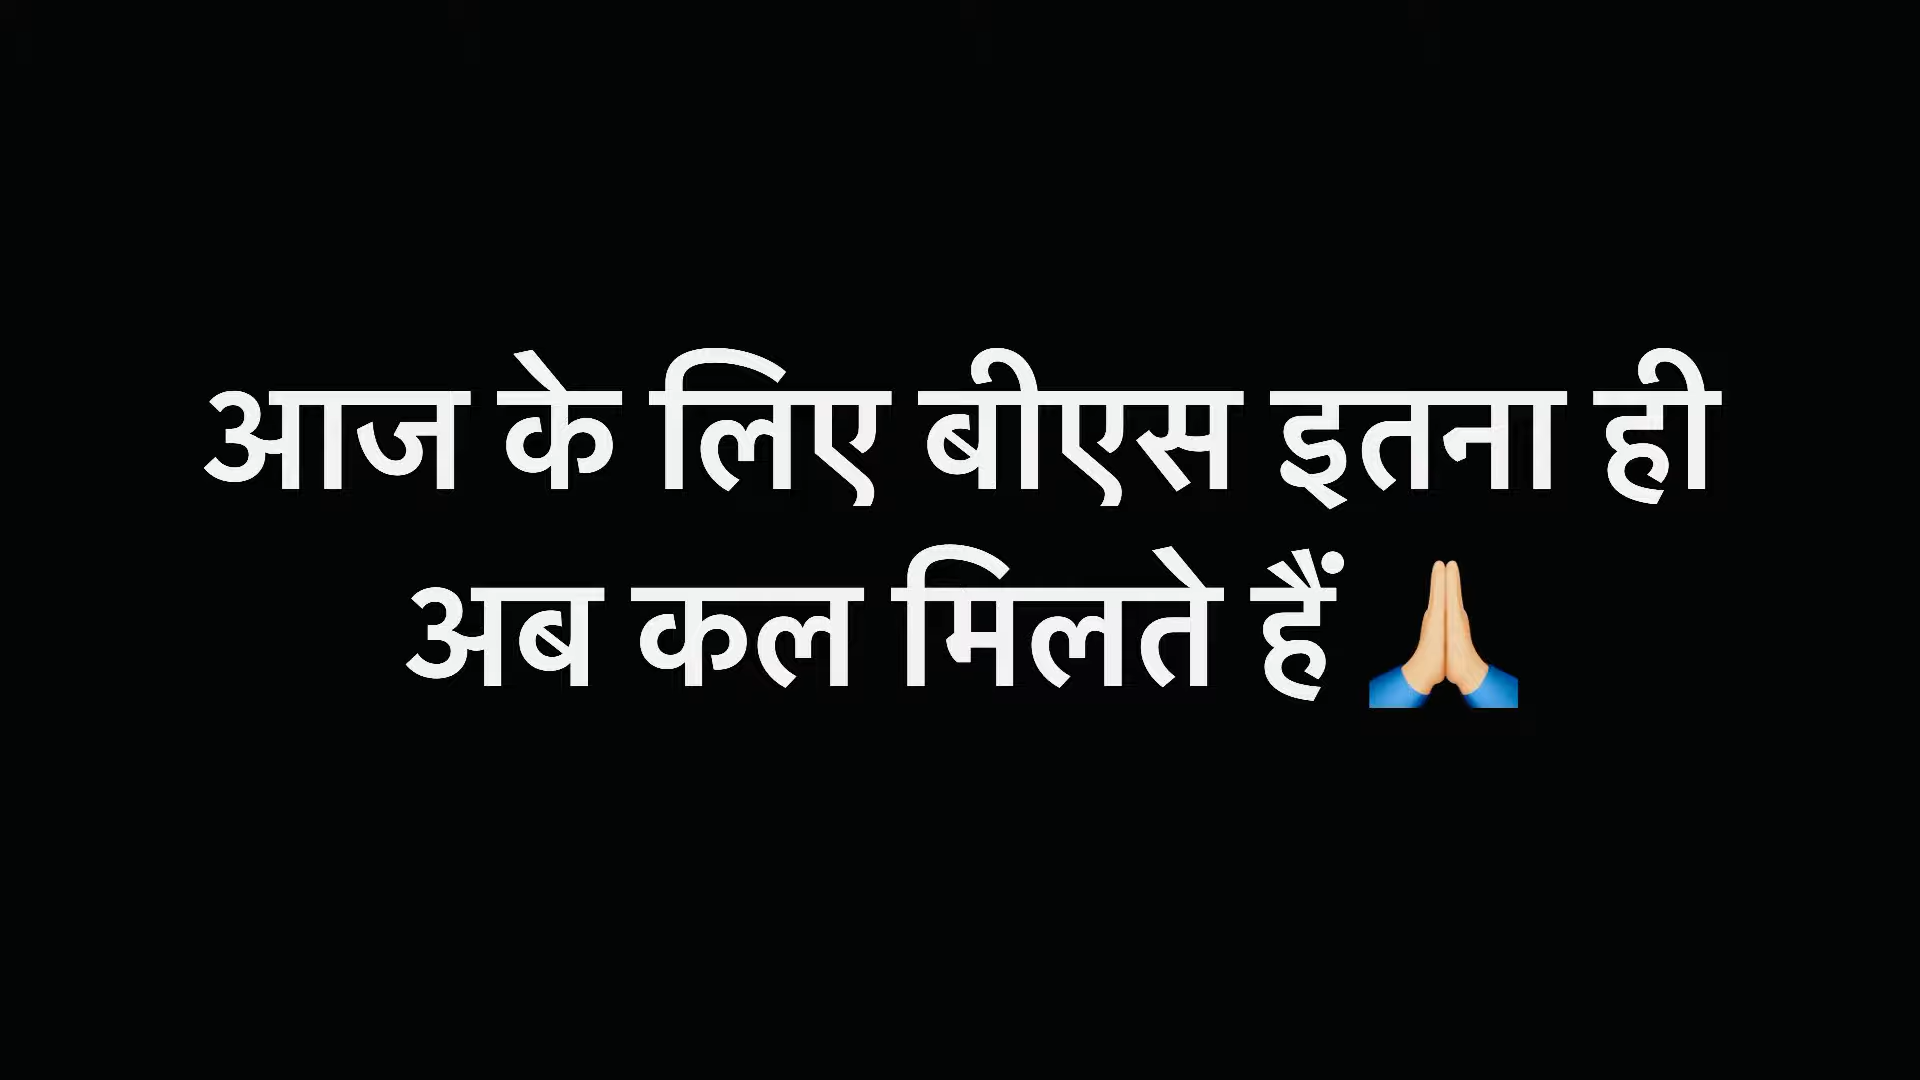 आज के लिए बीएस इतना ही
अब कल मिलते हैं 🙏🏼